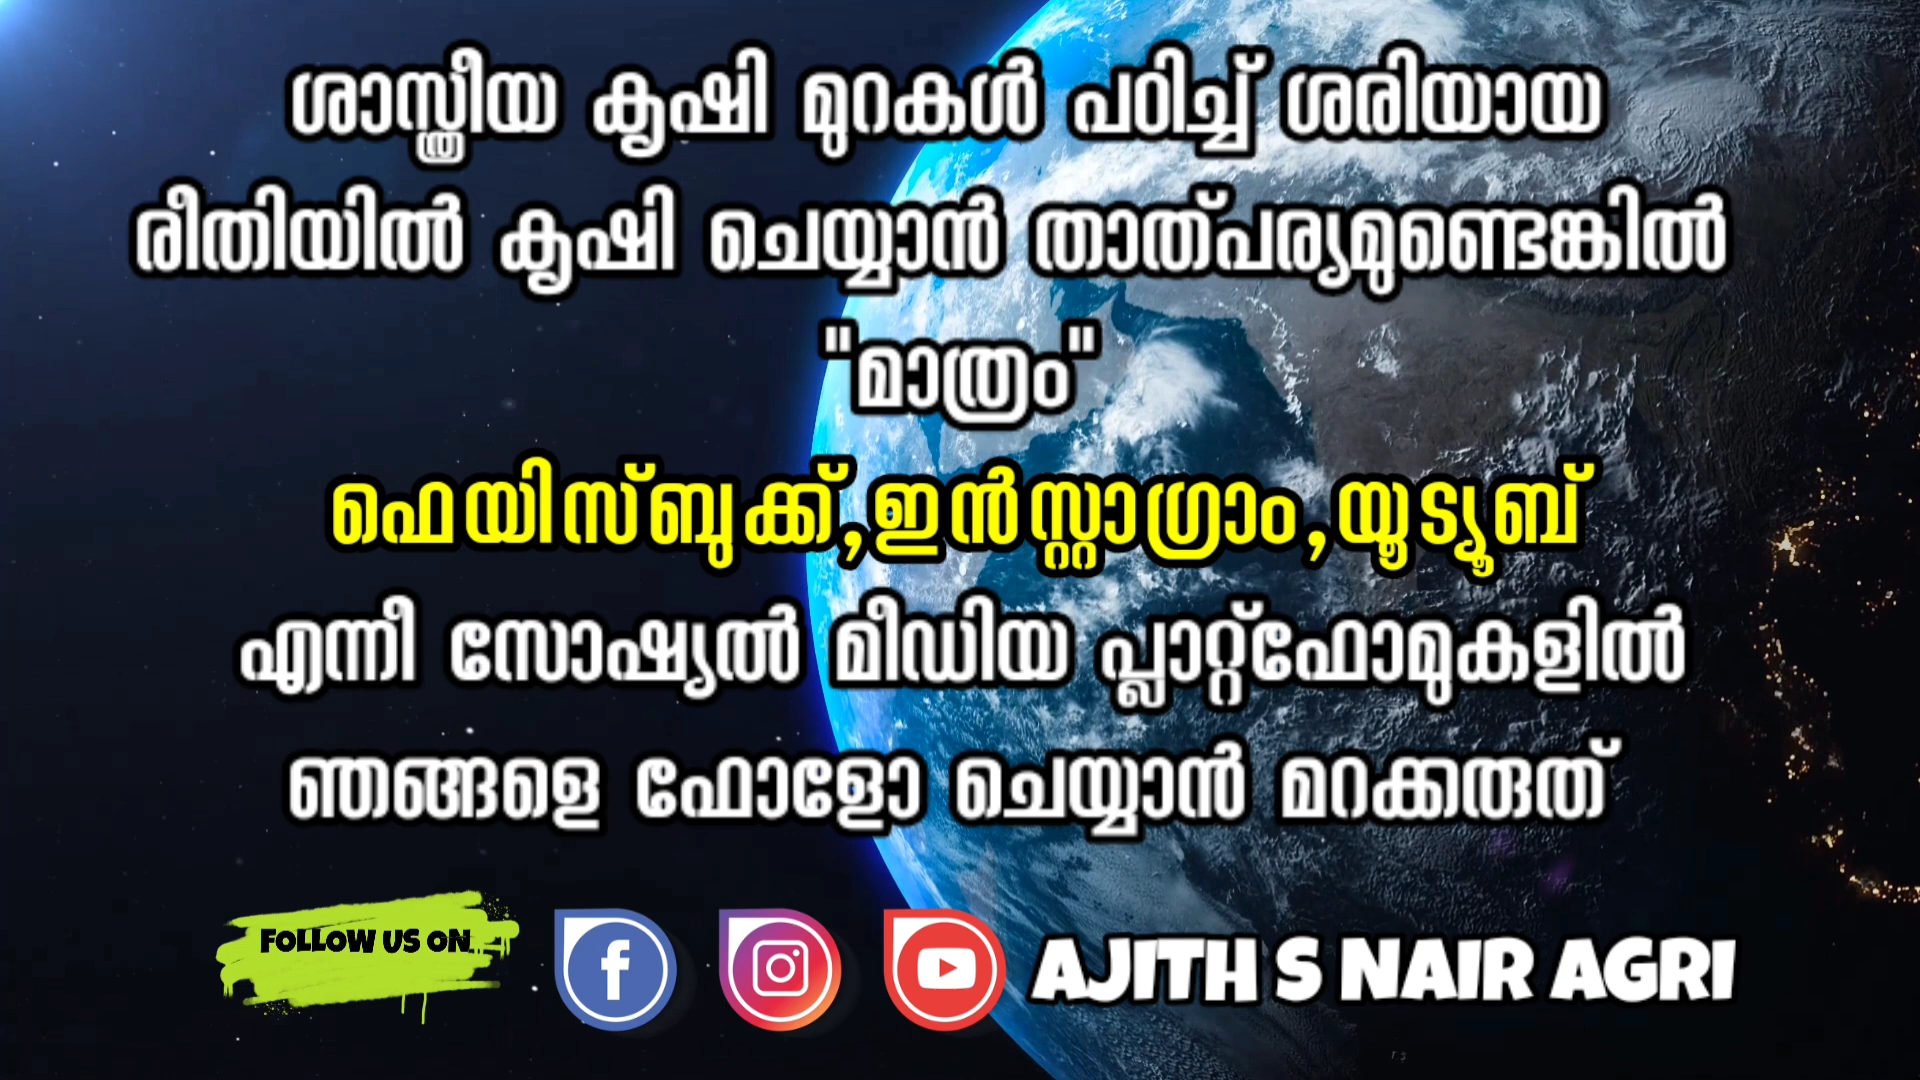 ശാസ്ത്രീയ കൃഷി മുറകൾ പഠിച്ച് ശരിയായ
രീതിയിൽ കൃഷി ചെയ്യാൻ താത്പര്യമുണ്ടെങ്കിൽ
"മാത്രം"
ഫെയിസ്ബുക്ക്,ഇൻസ്റ്റാഗ്രാം,യൂട്യൂബ്
എന്നീ സോഷ്യൽ മീഡിയ പ്ലാറ്റ്ഫോമുകളിൽ
ഞങ്ങളെ ഫോളോ ചെയ്യാൻ മറക്കരുത്
FOLLOW US ON... AJITH S NAIR AGRI